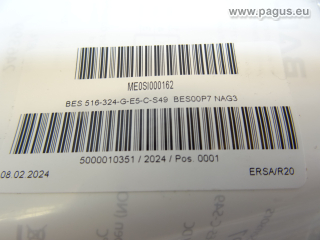 www.pagus.eu
ME0SI000162
BES 516-324-G-E5-C-S49 BES00P7 NAG3
5000010351 / 2024 / Pos. 0001
08.02.2024
ERSA/R20